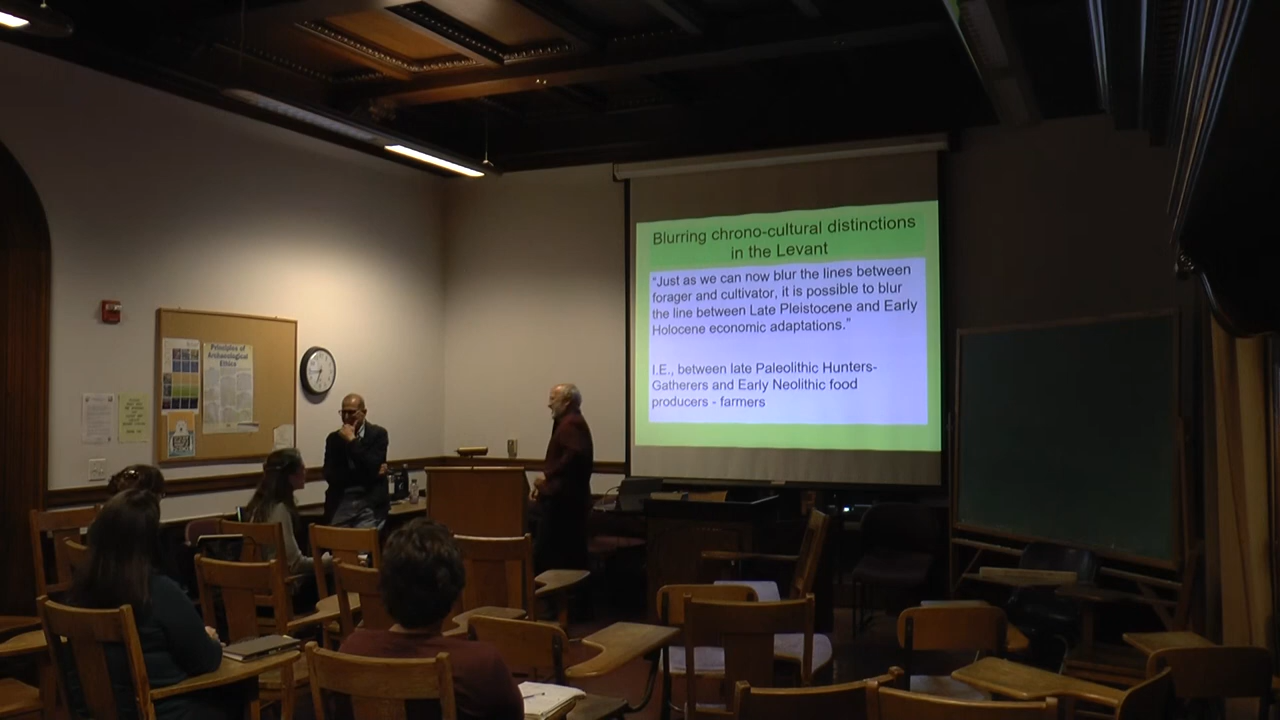 Blurring chrono-cultural distinctions
in the Levant
“Just as we can now blur the lines between
forager and cultivator, it is possible to blur
the line between Late Pleistocene and Early
Holocene economic adaptations.”
I.E., between late Paleolithic Hunters-
Gatherers and Early Neolithic food
producers - farmers
Principles of
Archaeological
Ethics